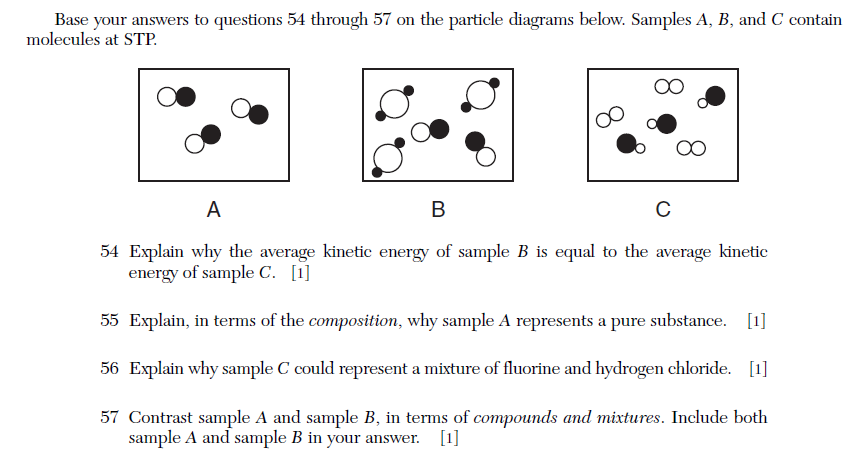 Base your answers to questions 54 through 57 on the particle diagrams below. Samples A, B, and C contain
molecules at STP.
A
B
C
54 Explain why the average kinetic energy of sample B is equal to the average kinetic
energy of sample C. [1]
55 Explain, in terms of the composition, why sample A represents a pure substance. [1]
56 Explain why sample C could represent a mixture of fluorine and hydrogen chloride. [1]
57 Contrast sample A and sample B, in terms of compounds and mixtures. Include both
sample A and sample B in your answer. [1]